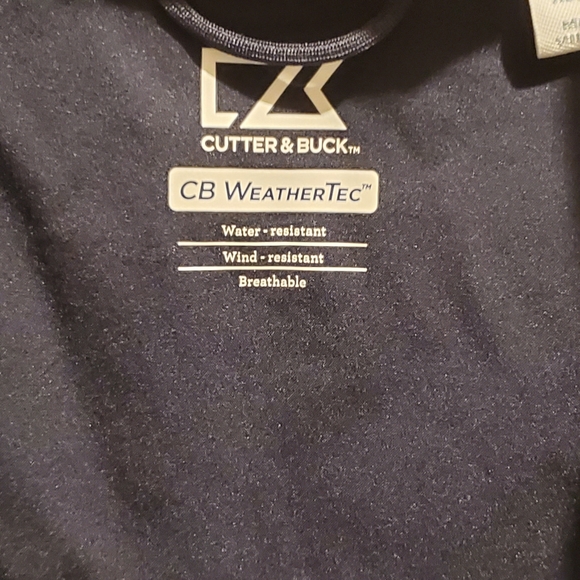 CUTTER & BUCK™
CB WEATHERTEC™
Water - resistant
Wind - resistant
Breathable